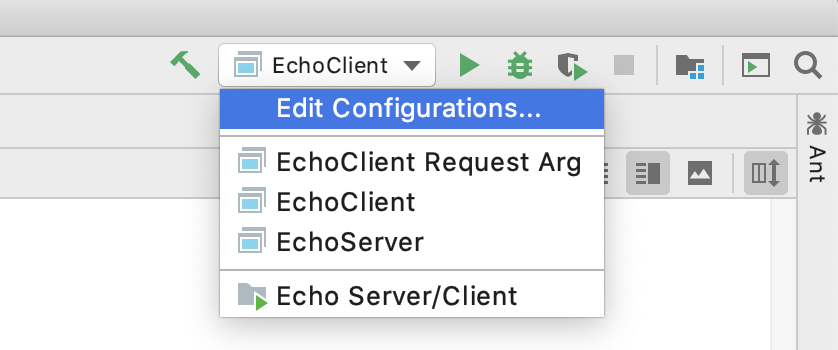 EchoClient
Edit Configurations...
EchoClient Request Arg
EchoClient
EchoServer
Echo Server/Client
Ant